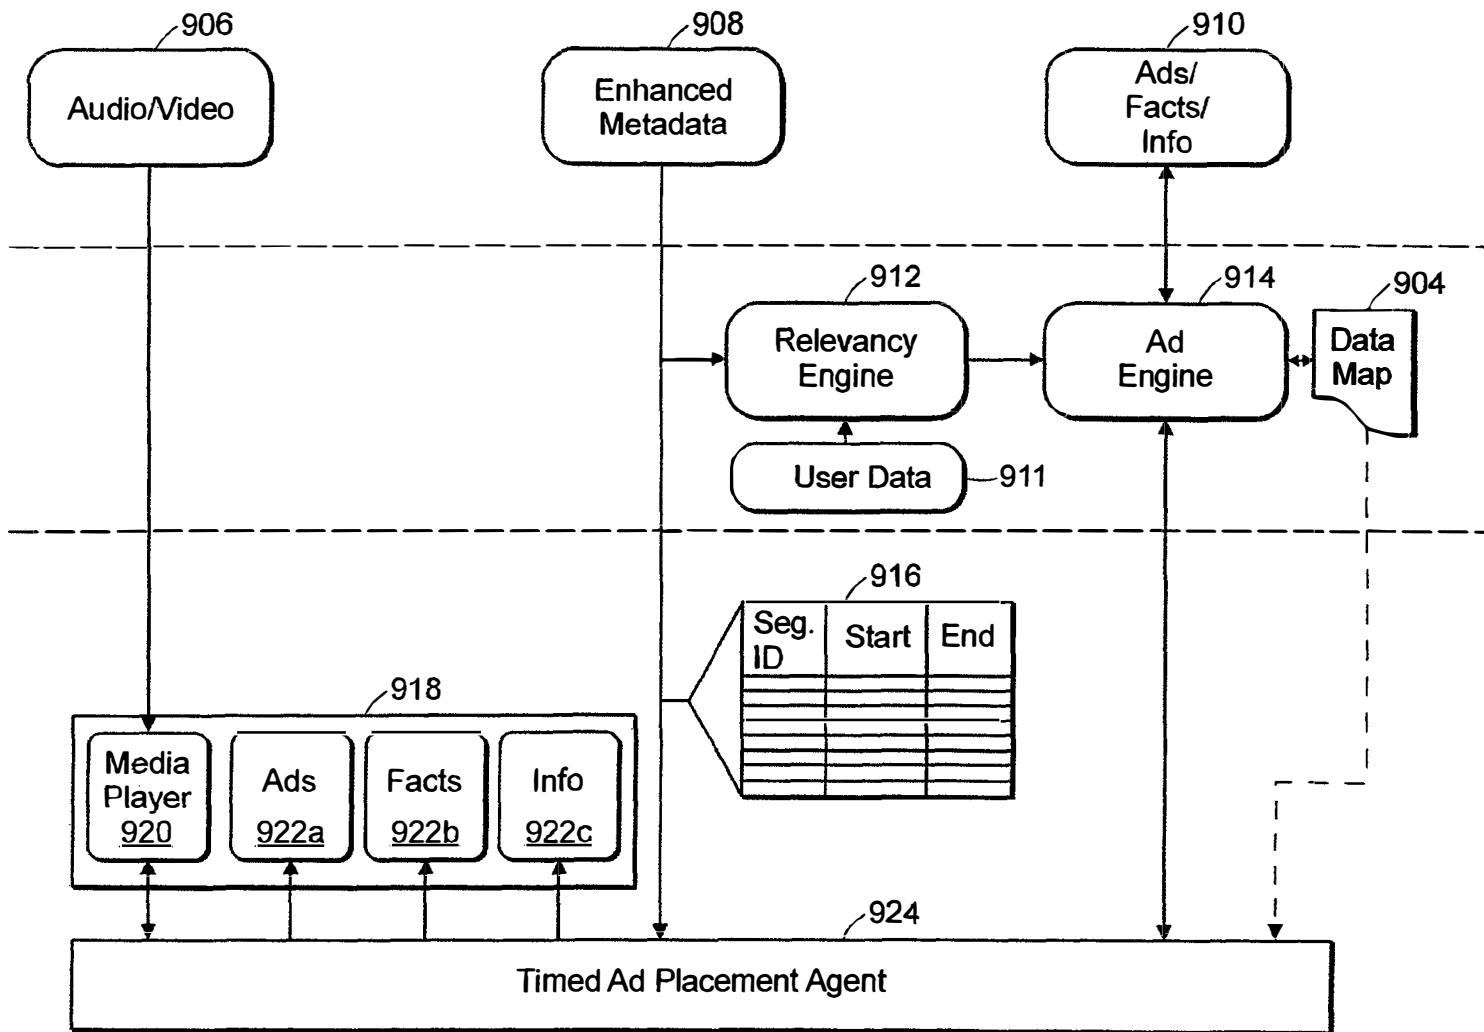 906
908
910
Audio/Video
Enhanced
Metadata
Ads/
Facts/
Info
912
914
904
Relevancy
Engine
Ad
Engine
Data
Map
User Data
911
916
Seg.
ID
Start
End
918
Media
Player
920
Ads
922a
Facts
922b
Info
922c
924
Timed Ad Placement Agent